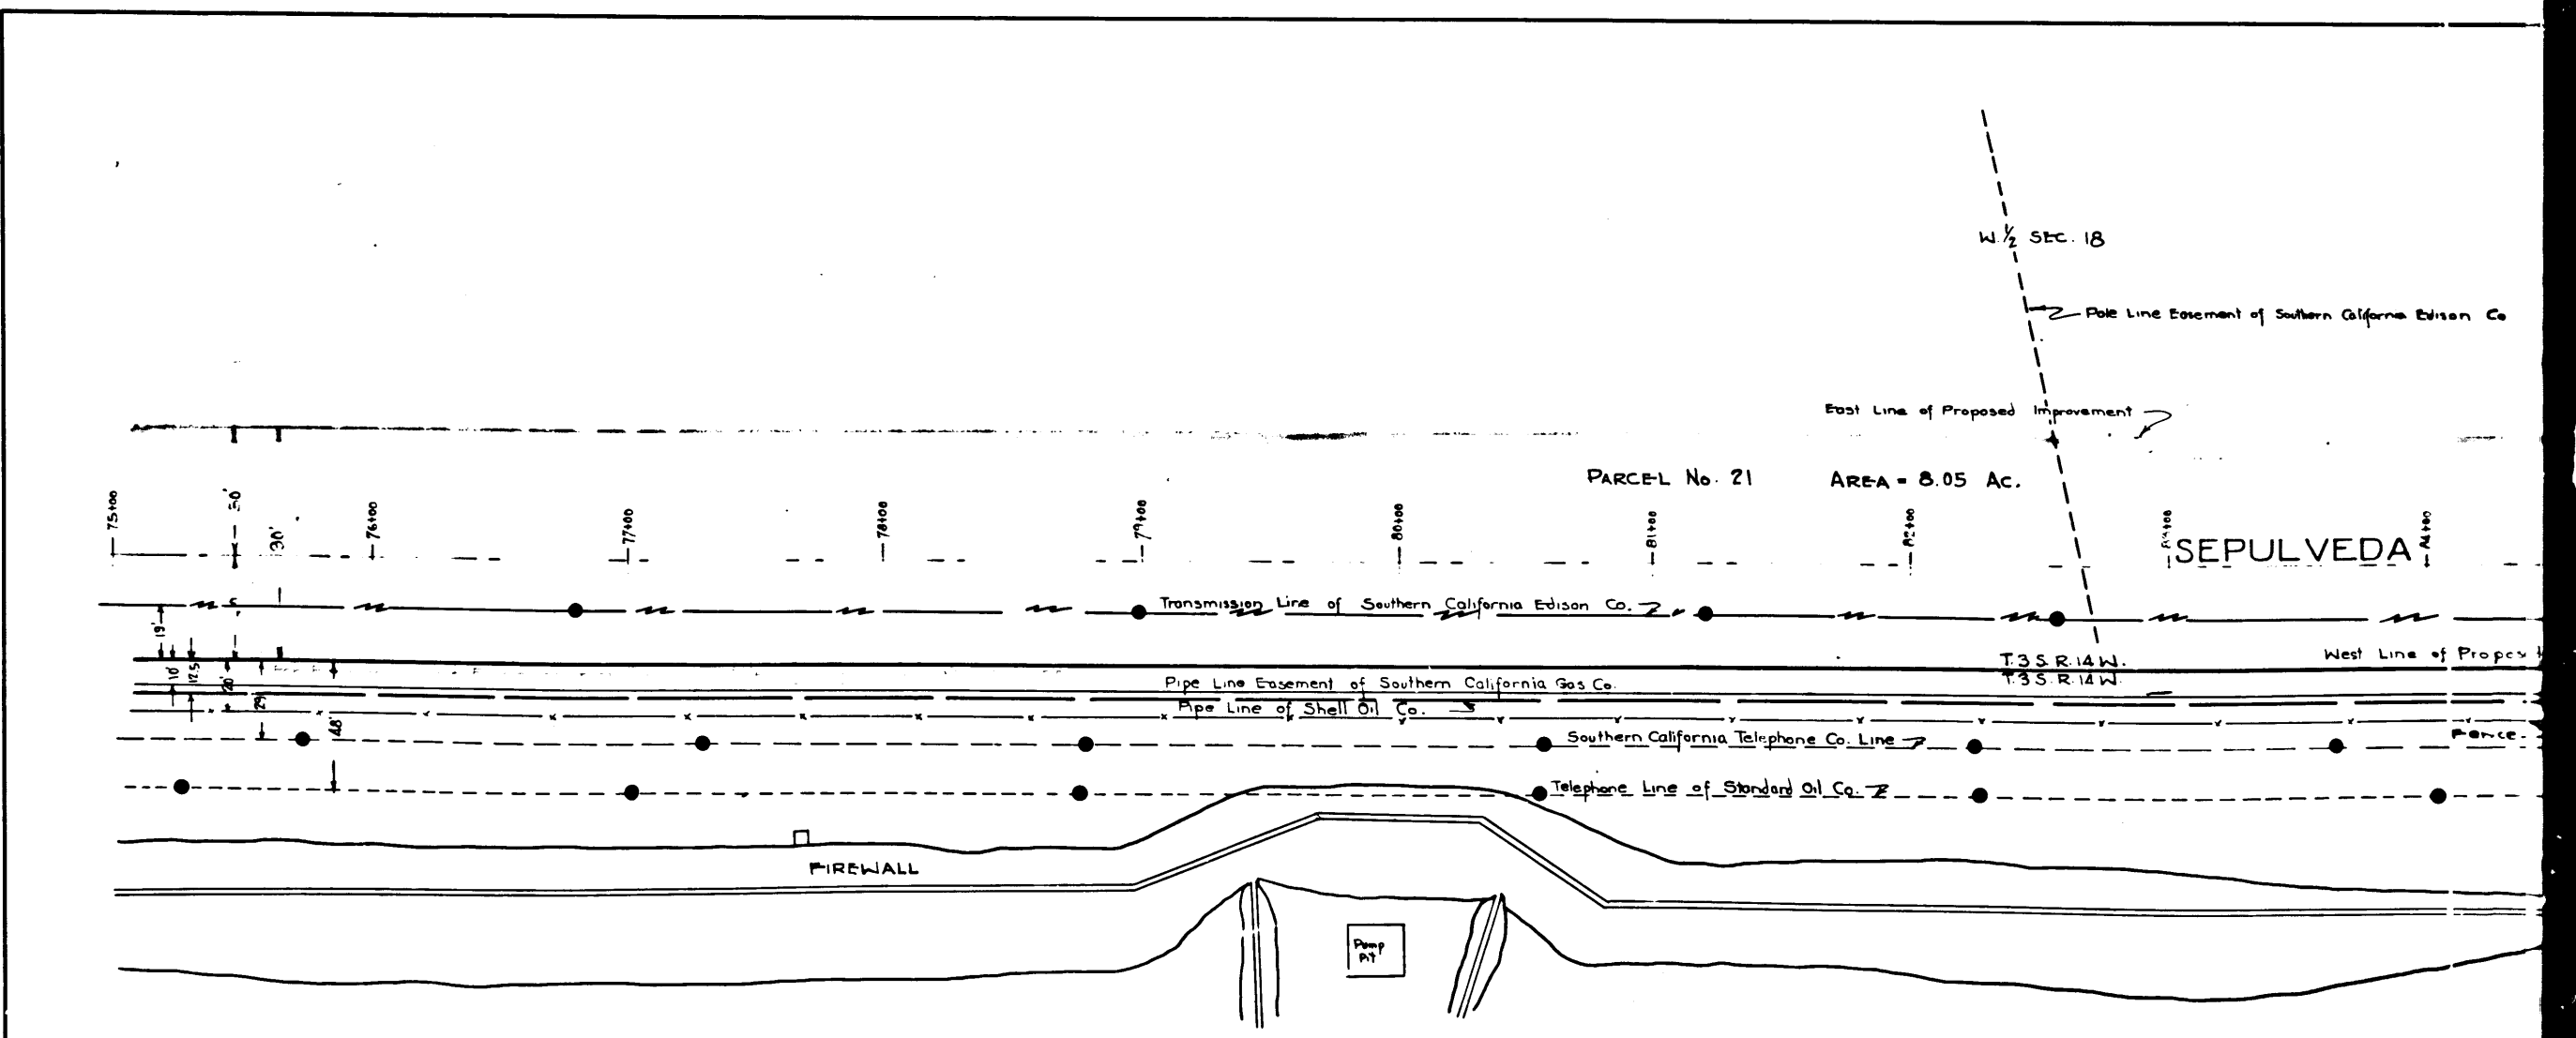 W. ½ SEC. 18
Pole Line Easement of Southern California Edison Co
East Line of Proposed Improvement
PARCEL No. 21 AREA = 8.05 AC.
75+00
50'
30'
76+00
77+00
78+00
79+00
80+00
81+00
82+00
83+00
SEPULVEDA
84+00
Transmission Line of Southern California Edison Co.
19'
10'
12.5'
20'
29'
48'
T.3 S. R.14 W.
West Line of
T.3 S. R.14 W.
Pipe Line Easement of Southern California Gas Co.
Pipe Line of Shell Oil Co.
Southern California Telephone Co. Line
Fence
Telephone Line of Standard Oil Co.
FIREWALL
Pump
Pit